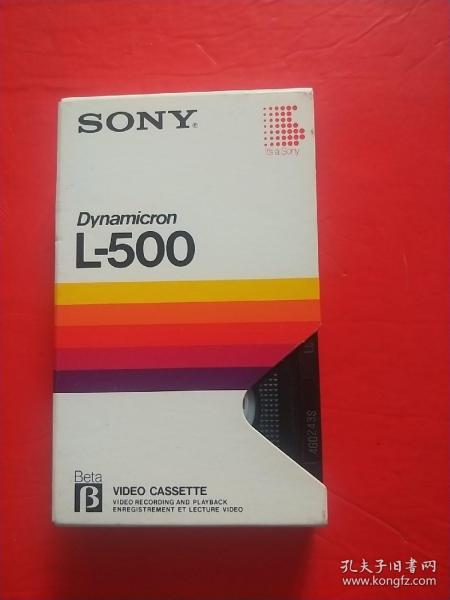 SONY®
It's a Sony
Dynamicron
L-500
Beta
β
VIDEO CASSETTE
VIDEO RECORDING AND PLAYBACK
ENREGISTREMENT ET LECTURE VIDEO
4G0243S
孔夫子旧书网
www.kongfz.com